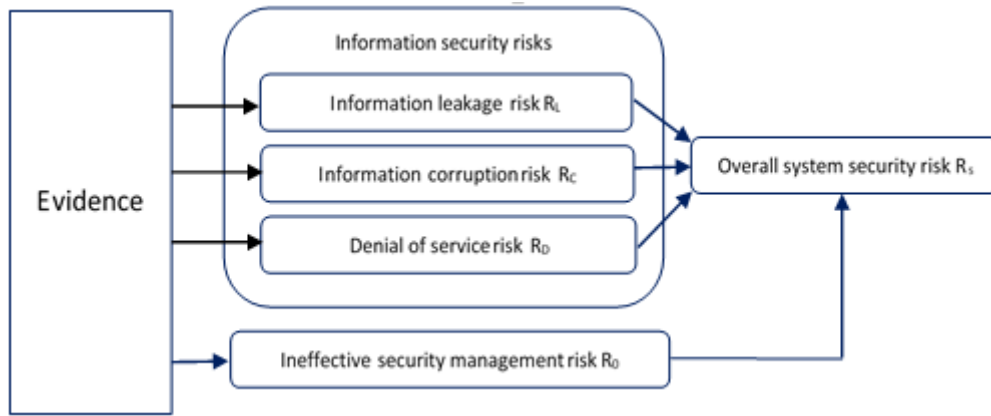 Information security risks
Information leakage risk RL
Information corruption risk RC
Denial of service risk RD
Evidence
Overall system security risk Rs
Ineffective security management risk R0